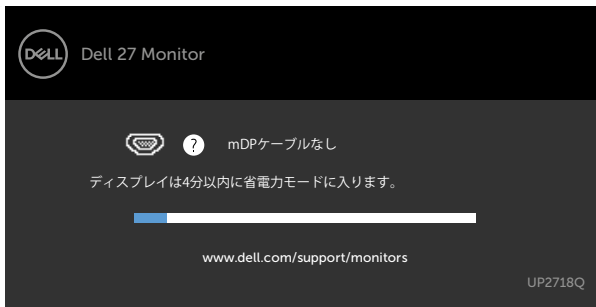 DELL
Dell 27 Monitor
? mDPケーブルなし
ディスプレイは4分以内に省電力モードに入ります。
www.dell.com/support/monitors
UP2718Q